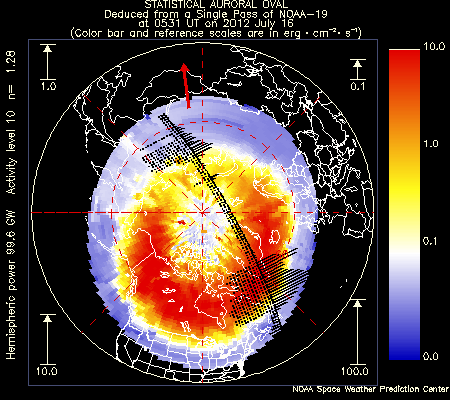 STATISTICAL AURORAL OVAL
Deduced from a Single Pass of NOAA-19
at 0531 UT on 2012 July 16
(Color bar and reference scales are in erg · cm⁻² · s⁻¹)
Hemispheric power 99.6 GW   Activity level 10   n= 1.28
1.0
0.1
10.0
100.0
10.0
1.0
0.1
0.0
NOAA Space Weather Prediction Center